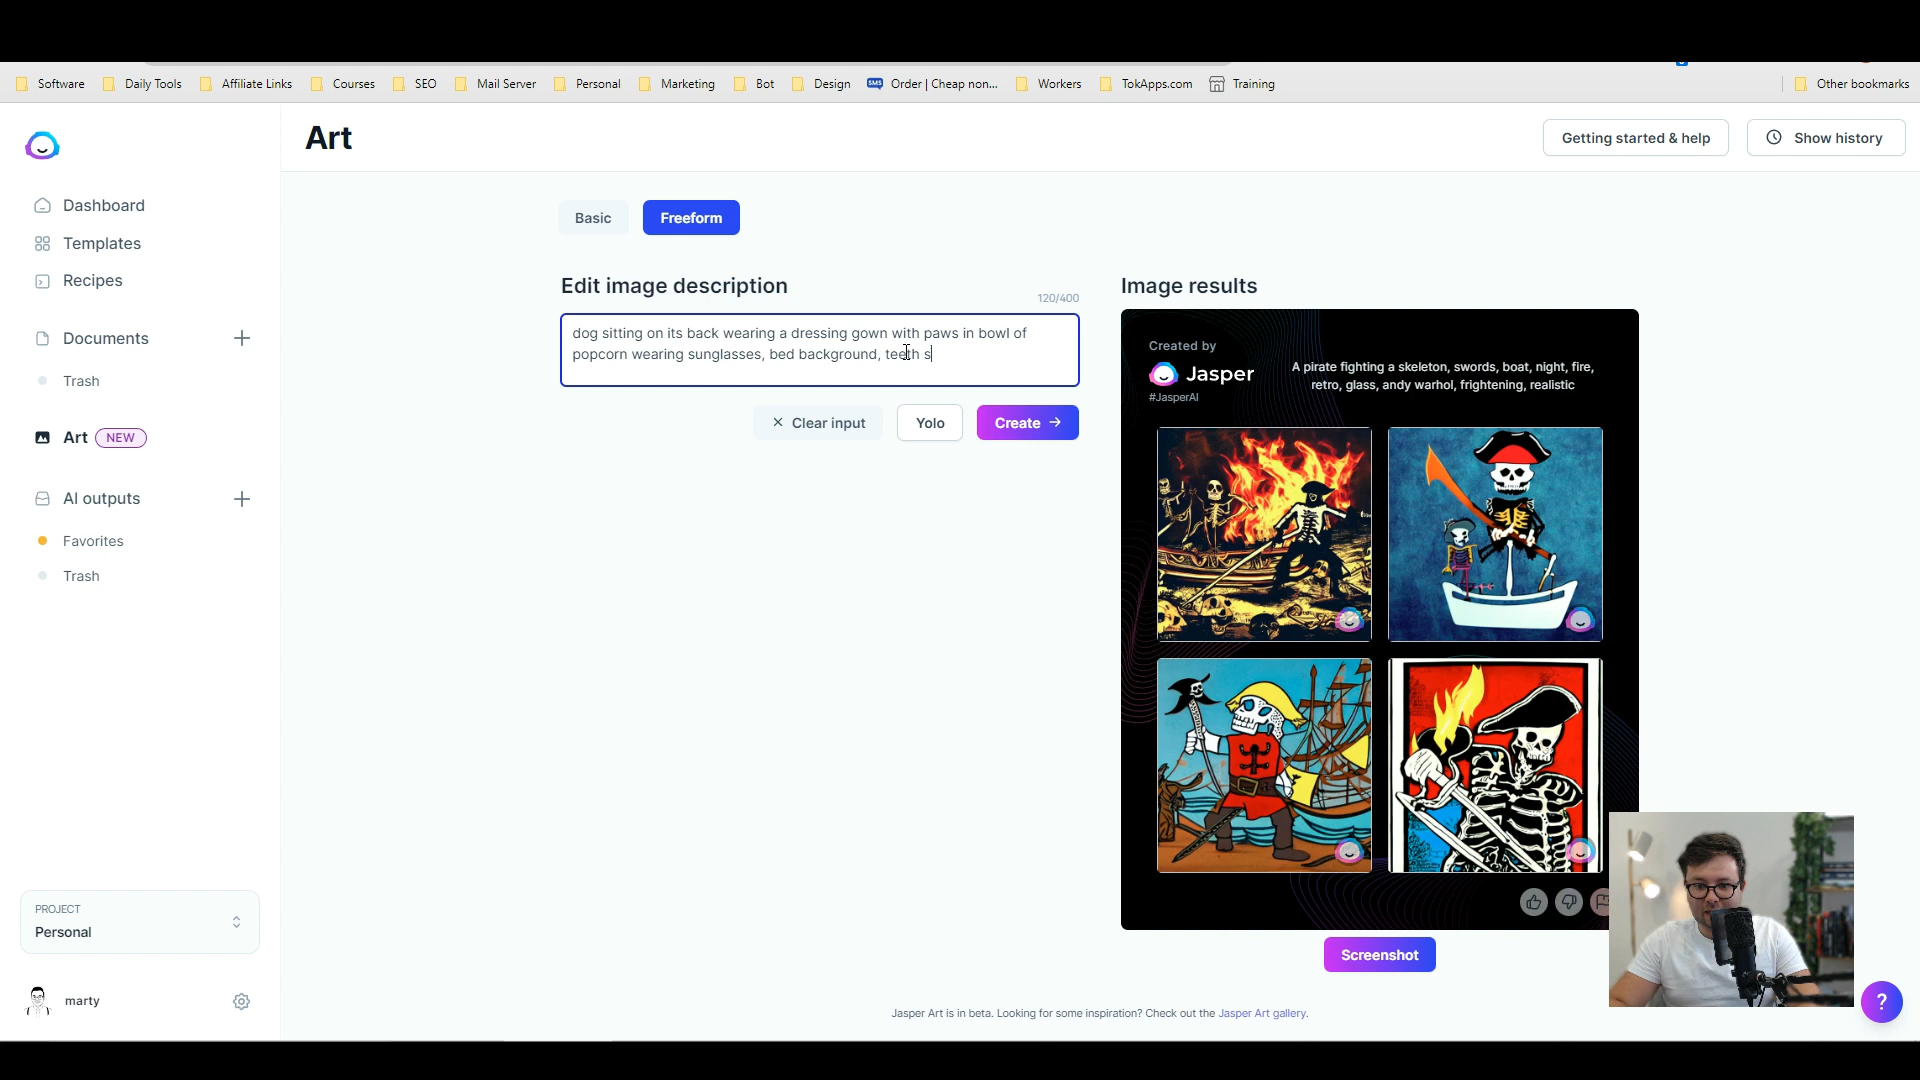 Software
Daily Tools
Affiliate Links
Courses
SEO
Mail Server
Personal
Marketing
Bot
Design
SMS
Order | Cheap non...
Workers
TokApps.com
Training
Other bookmarks
Art
Getting started & help
Show history
Dashboard
Templates
Recipes
Documents
Trash
Art NEW
AI outputs
Favorites
Trash
PROJECT
Personal
marty
Basic
Freeform
Edit image description
120/400
dog sitting on its back wearing a dressing gown with paws in bowl of
popcorn wearing sunglasses, bed background, teeth s
Clear input
Yolo
Create
Image results
Created by
Jasper
#JasperAI
A pirate fighting a skeleton, swords, boat, night, fire,
retro, glass, andy warhol, frightening, realistic
Screenshot
Jasper Art is in beta. Looking for some inspiration? Check out the Jasper Art gallery.
?